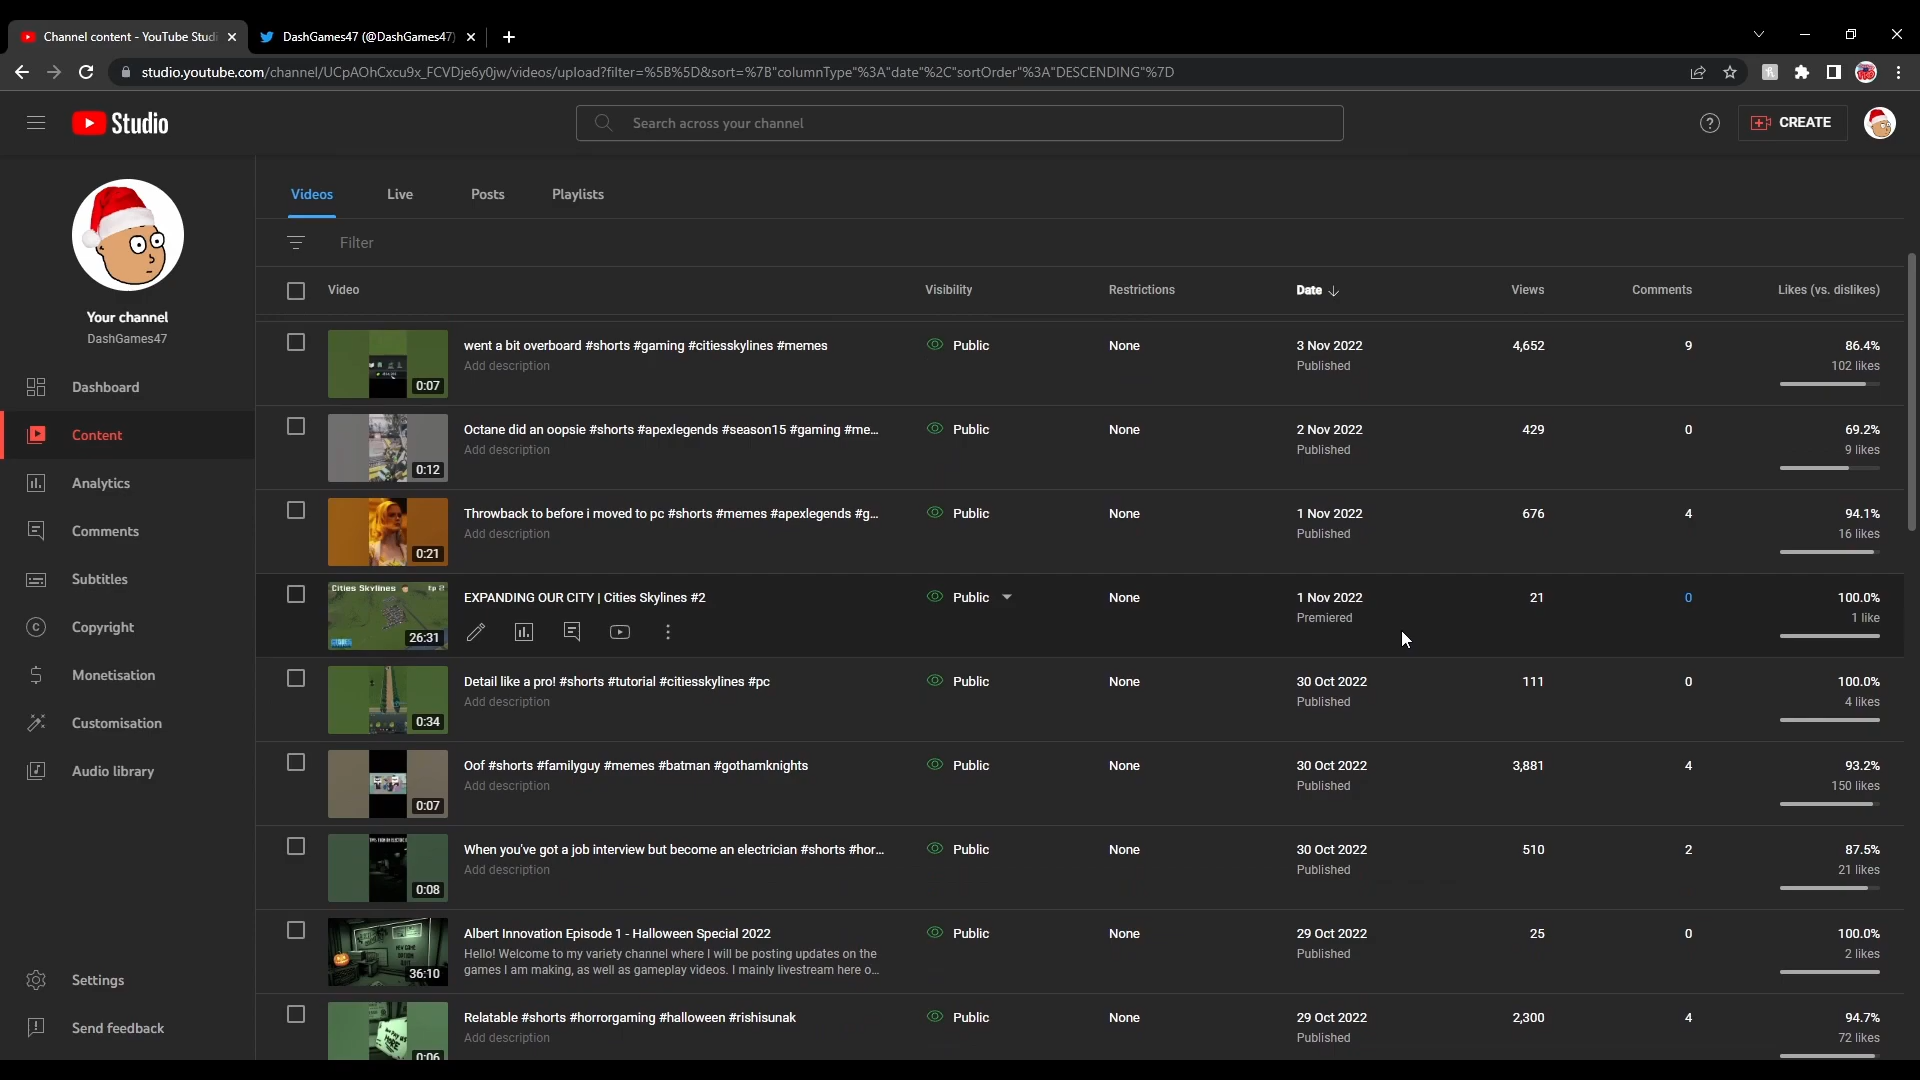 Channel content - YouTube Studi
DashGames47 (@DashGames47)
studio.youtube.com/channel/UCpAOhCxcu9x_FCVDje6y0jw/videos/upload?filter=%5B%5D&sort=%7B"columnType"%3A"date"%2C"sortOrder"%3A"DESCENDING"%7D
Studio
Search across your channel
CREATE
Your channel
DashGames47
Dashboard
Content
Analytics
Comments
Subtitles
Copyright
Monetisation
Customisation
Audio library
Settings
Send feedback
Videos Live Posts Playlists
Filter
Video Visibility Restrictions Date Views Comments Likes (vs. dislikes)
went a bit overboard #shorts #gaming #citiesskylines #memes Public None 3 Nov 2022 4,652 9 86.4%
Add description Published 102 likes
0:07
Octane did an oopsie #shorts #apexlegends #season15 #gaming #me... Public None 2 Nov 2022 429 0 69.2%
Add description Published 9 likes
0:12
Throwback to before i moved to pc #shorts #memes #apexlegends #g... Public None 1 Nov 2022 676 4 94.1%
Add description Published 16 likes
0:21
Cities Skylines Ep 2
EXPANDING OUR CITY | Cities Skylines #2 Public None 1 Nov 2022 21 0 100.0%
Premiered 1 like
26:31
Detail like a pro! #shorts #tutorial #citiesskylines #pc Public None 30 Oct 2022 111 0 100.0%
Add description Published 4 likes
0:34
Oof #shorts #familyguy #memes #batman #gothamknights Public None 30 Oct 2022 3,881 4 93.2%
Add description Published 150 likes
0:07
When you've got a job interview but become an electrician #shorts #hor... Public None 30 Oct 2022 510 2 87.5%
Add description Published 21 likes
0:08
Albert Innovation Episode 1 - Halloween Special 2022 Public None 29 Oct 2022 25 0 100.0%
Hello! Welcome to my variety channel where I will be posting updates on the Published 2 likes
games I am making, as well as gameplay videos. I mainly livestream here o...
36:10
Relatable #shorts #horrorgaming #halloween #rishisunak Public None 29 Oct 2022 2,300 4 94.7%
Add description Published 72 likes
0:06